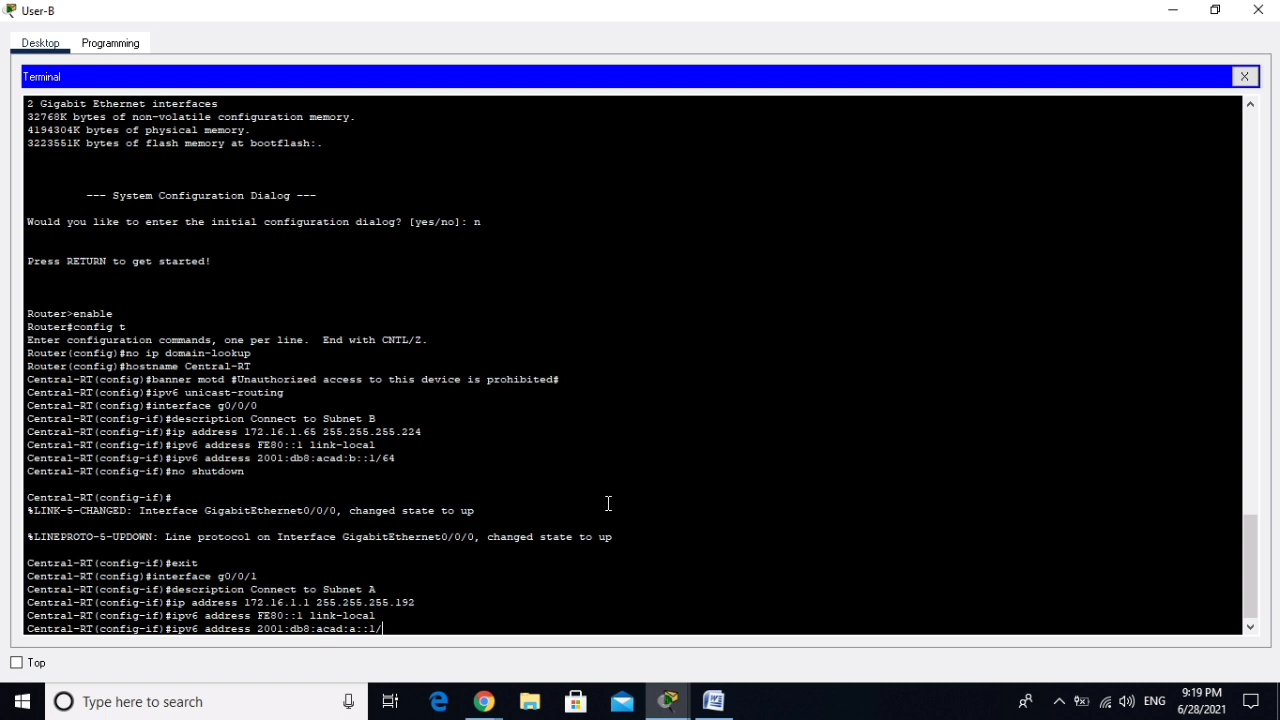 User-B
Desktop Programming
Terminal X
2 Gigabit Ethernet interfaces
32768K bytes of non-volatile configuration memory.
4194304K bytes of physical memory.
3223551K bytes of flash memory at bootflash:.
--- System Configuration Dialog ---
Would you like to enter the initial configuration dialog? [yes/no]: n
Press RETURN to get started!
Router>enable
Router#config t
Enter configuration commands, one per line.  End with CNTL/Z.
Router(config)#no ip domain-lookup
Router(config)#hostname Central-RT
Central-RT(config)#banner motd #Unauthorized access to this device is prohibited#
Central-RT(config)#ipv6 unicast-routing
Central-RT(config)#interface g0/0/0
Central-RT(config-if)#description Connect to Subnet B
Central-RT(config-if)#ip address 172.16.1.65 255.255.255.224
Central-RT(config-if)#ipv6 address FE80::1 link-local
Central-RT(config-if)#ipv6 address 2001:db8:acad:b::1/64
Central-RT(config-if)#no shutdown
Central-RT(config-if)#
%LINK-5-CHANGED: Interface GigabitEthernet0/0/0, changed state to up
%LINEPROTO-5-UPDOWN: Line protocol on Interface GigabitEthernet0/0/0, changed state to up
Central-RT(config-if)#exit
Central-RT(config)#interface g0/0/1
Central-RT(config-if)#description Connect to Subnet A
Central-RT(config-if)#ip address 172.16.1.1 255.255.255.192
Central-RT(config-if)#ipv6 address FE80::1 link-local
Central-RT(config-if)#ipv6 address 2001:db8:acad:a::1/
Top
Type here to search
ENG
9:19 PM
6/28/2021